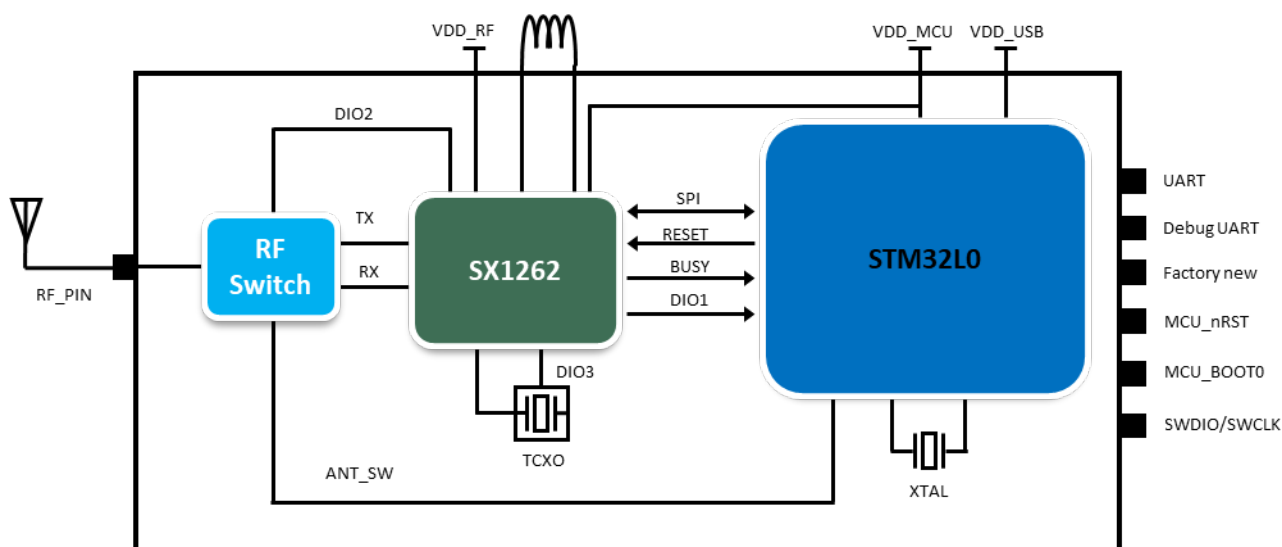 VDD_RF
VDD_MCU
VDD_USB
DIO2
UART
SPI
TX
RESET
Debug UART
RF
Switch
SX1262
STM32L0
RX
BUSY
Factory new
RF_PIN
DIO1
MCU_nRST
DIO3
MCU_BOOT0
SWDIO/SWCLK
TCXO
ANT_SW
XTAL